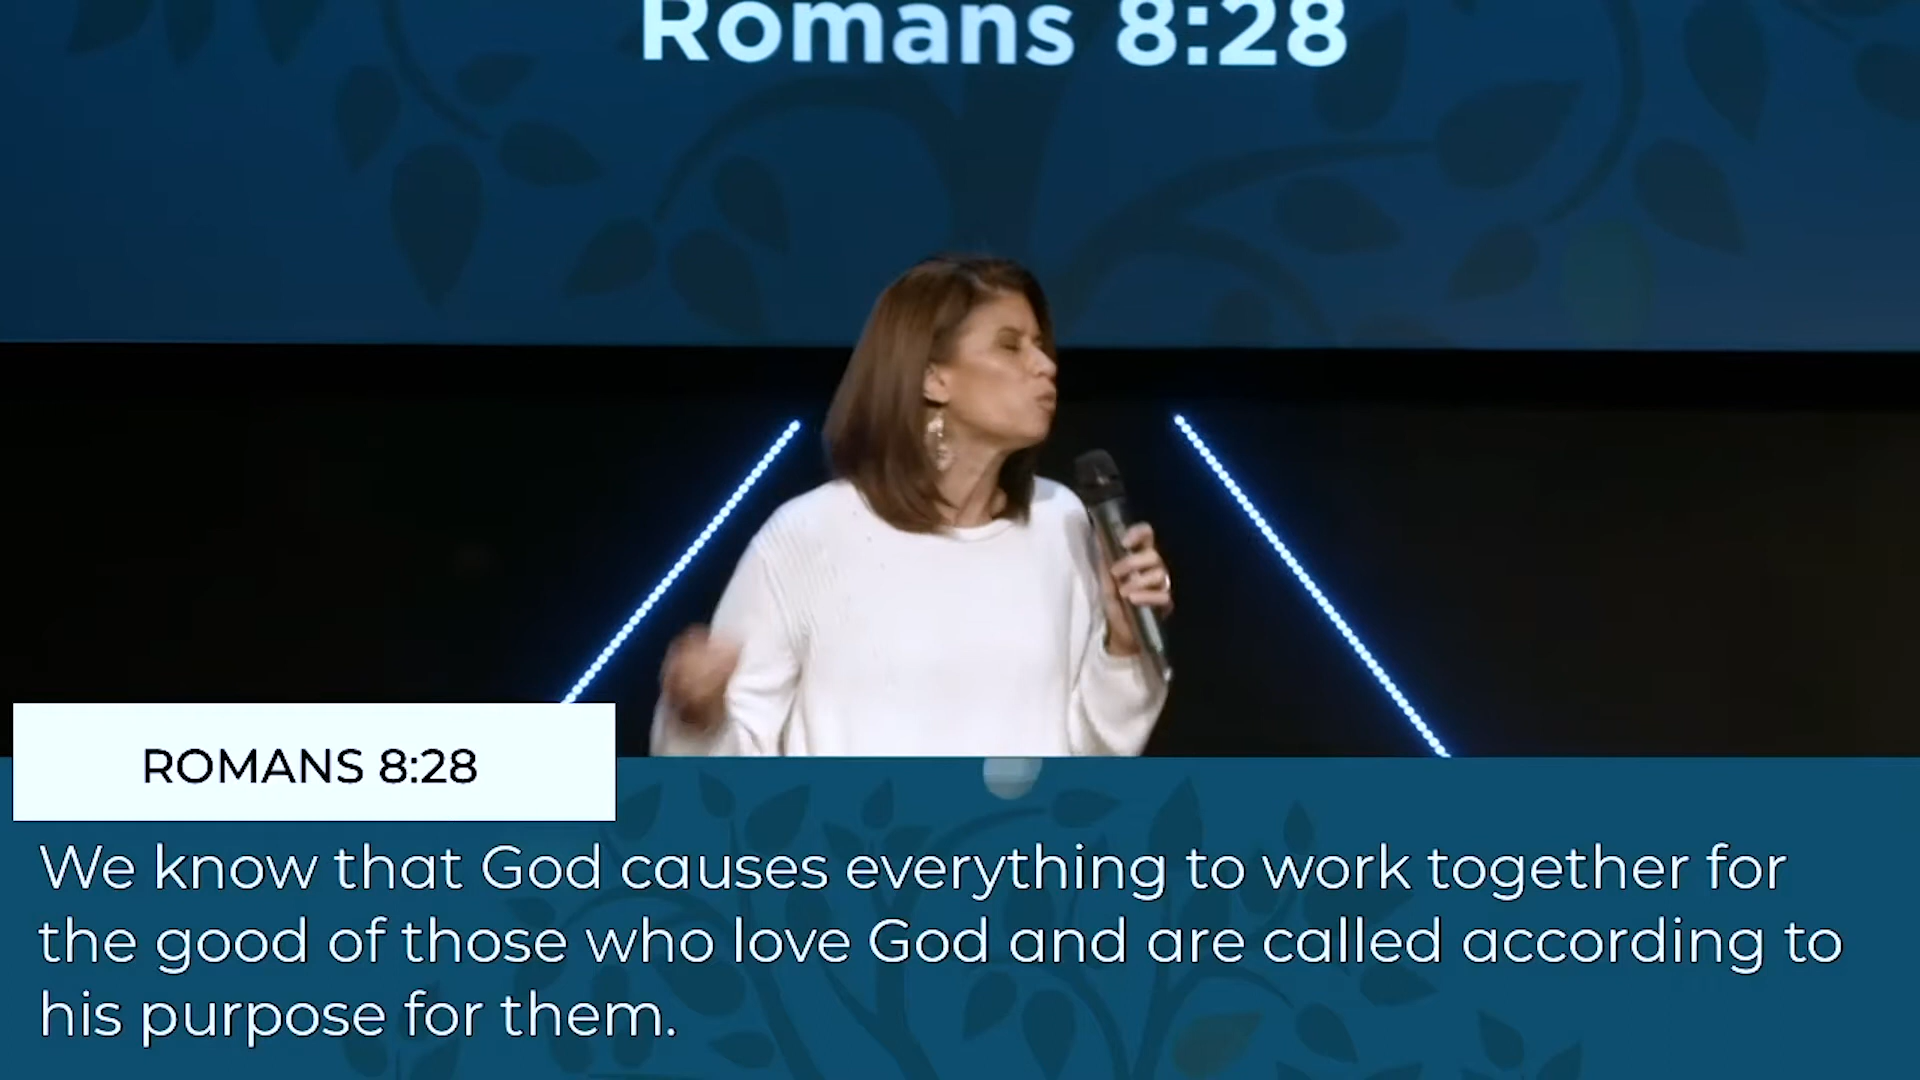 Romans 8:28
ROMANS 8:28
We know that God causes everything to work together for
the good of those who love God and are called according to
his purpose for them.